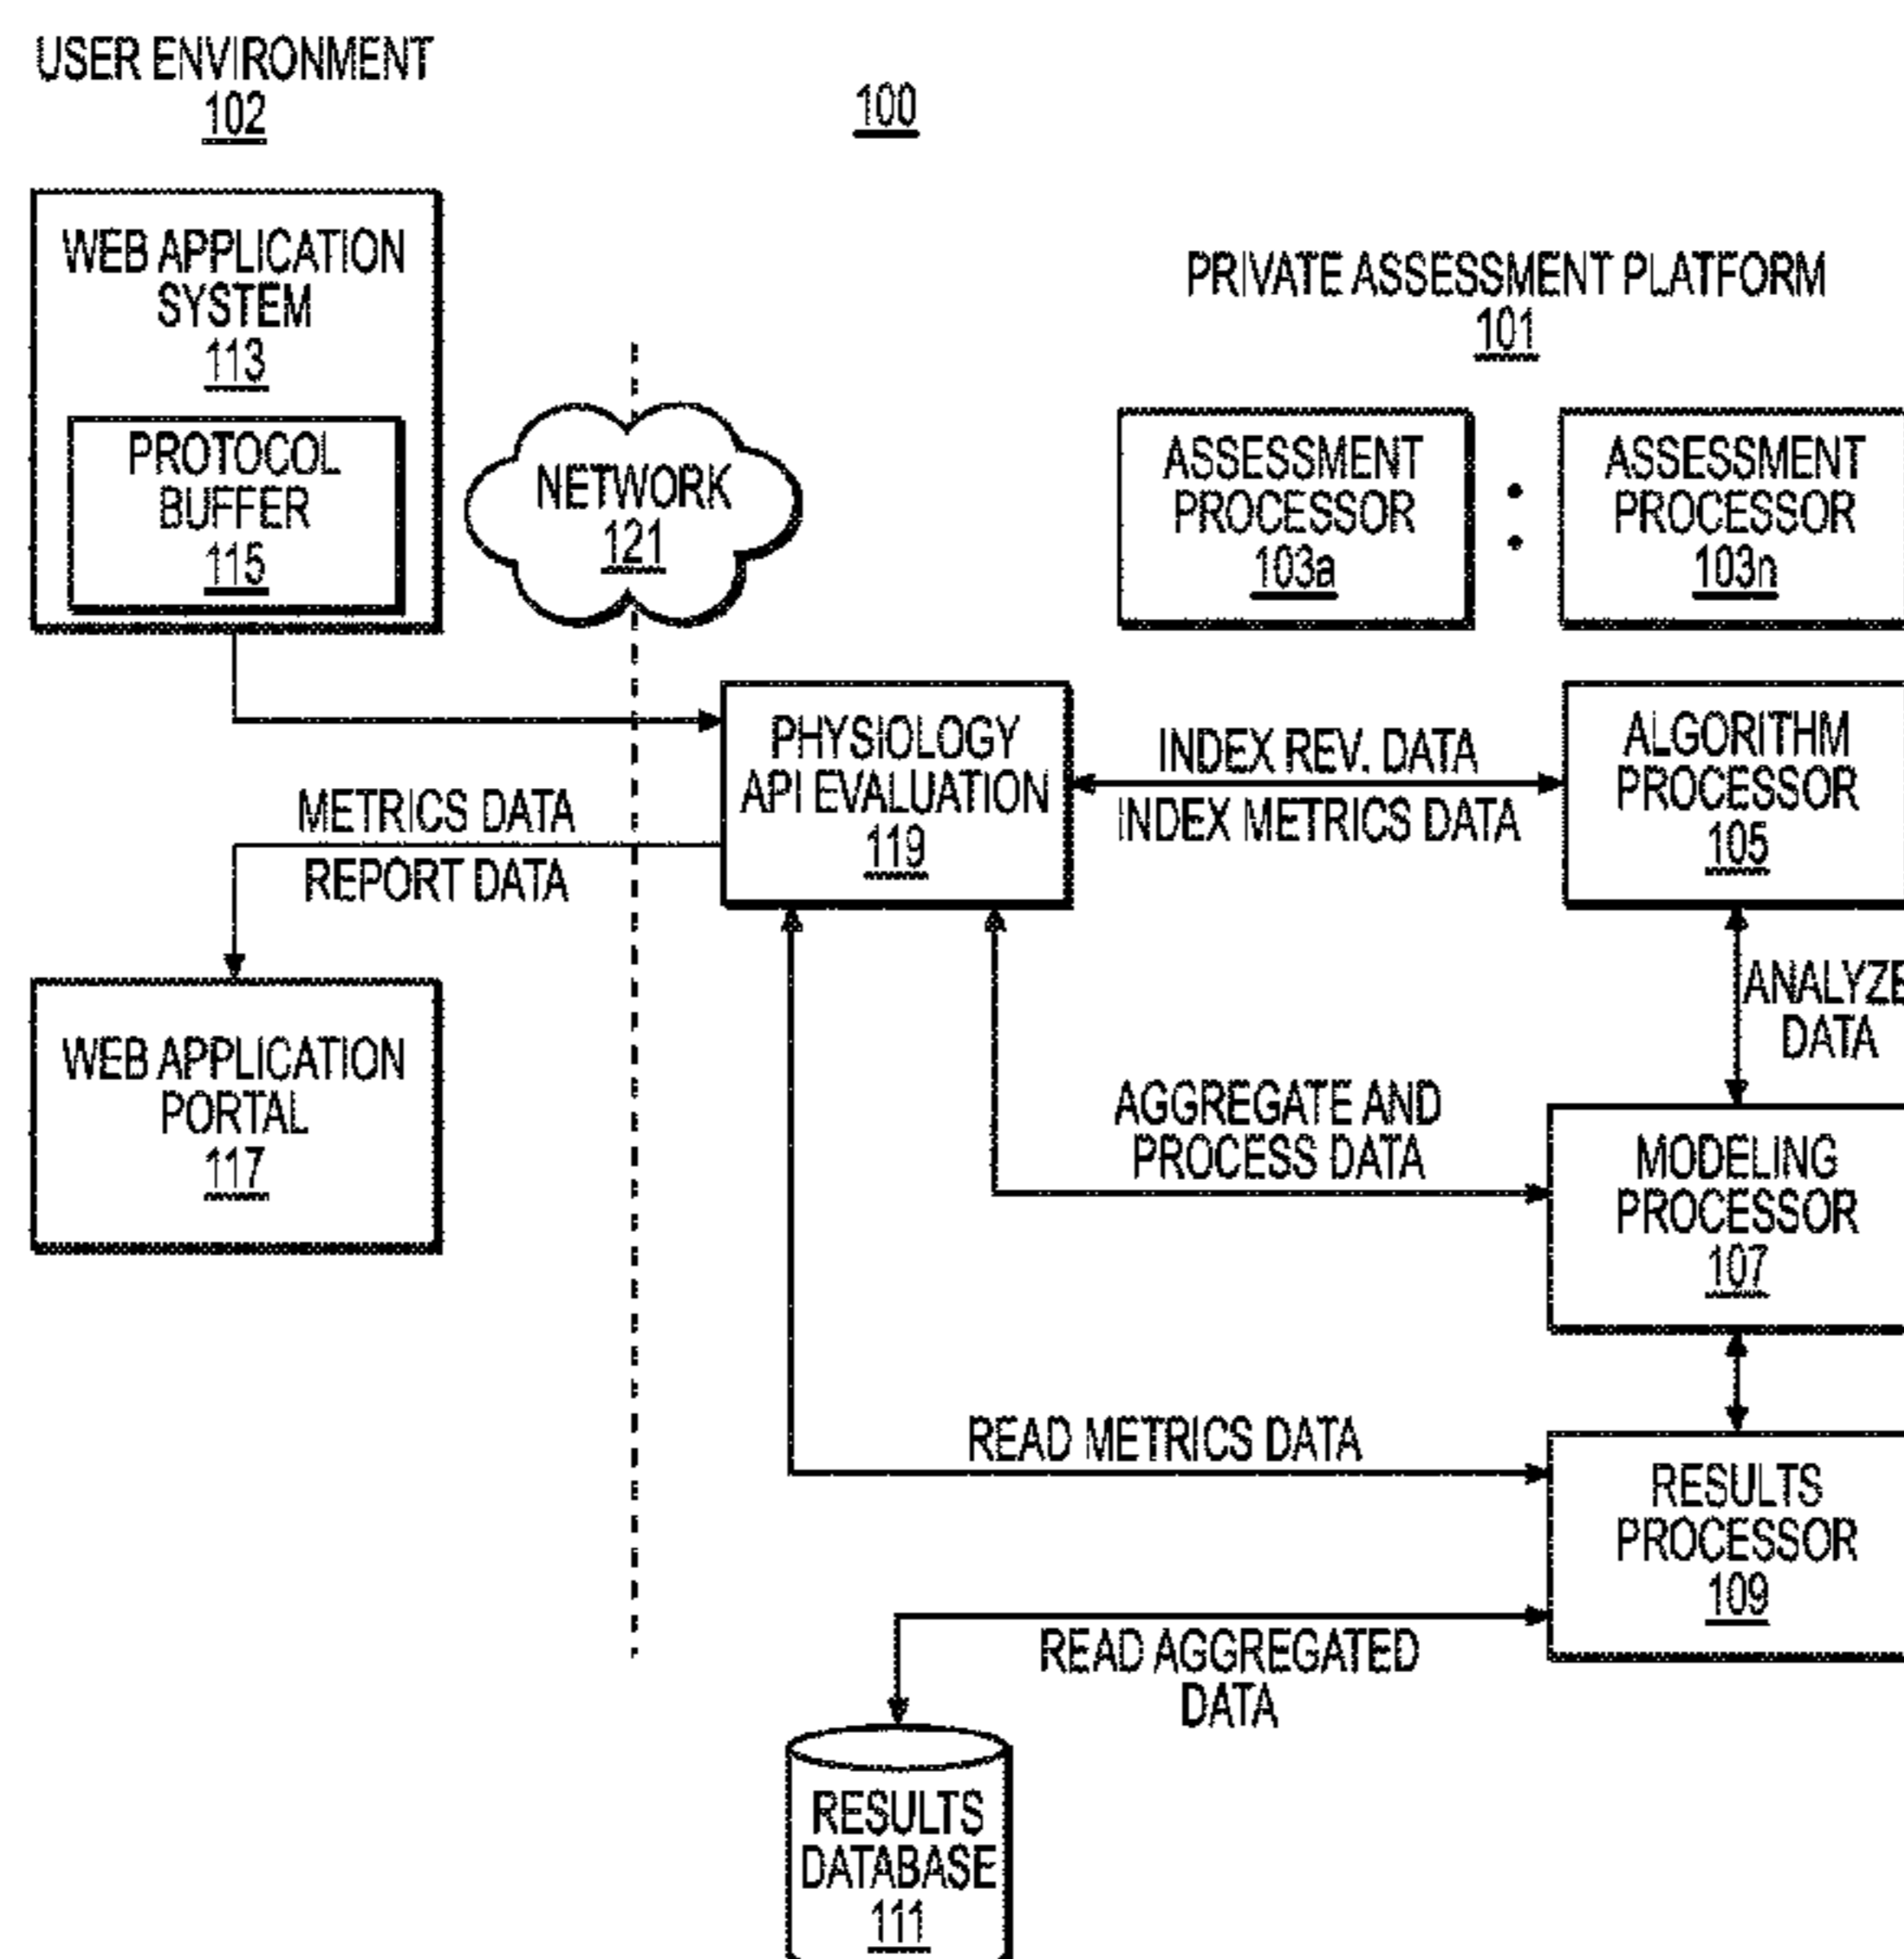 USER ENVIRONMENT
102
100
WEB APPLICATION
SYSTEM
113
PROTOCOL
BUFFER
115
NETWORK
121
PRIVATE ASSESSMENT PLATFORM
101
ASSESSMENT
PROCESSOR
103a
ASSESSMENT
PROCESSOR
103n
PHYSIOLOGY
API EVALUATION
119
INDEX REV. DATA
INDEX METRICS DATA
ALGORITHM
PROCESSOR
105
METRICS DATA
REPORT DATA
ANALYZE
DATA
WEB APPLICATION
PORTAL
117
AGGREGATE AND
PROCESS DATA
MODELING
PROCESSOR
107
READ METRICS DATA
RESULTS
PROCESSOR
109
READ AGGREGATED
DATA
RESULTS
DATABASE
111